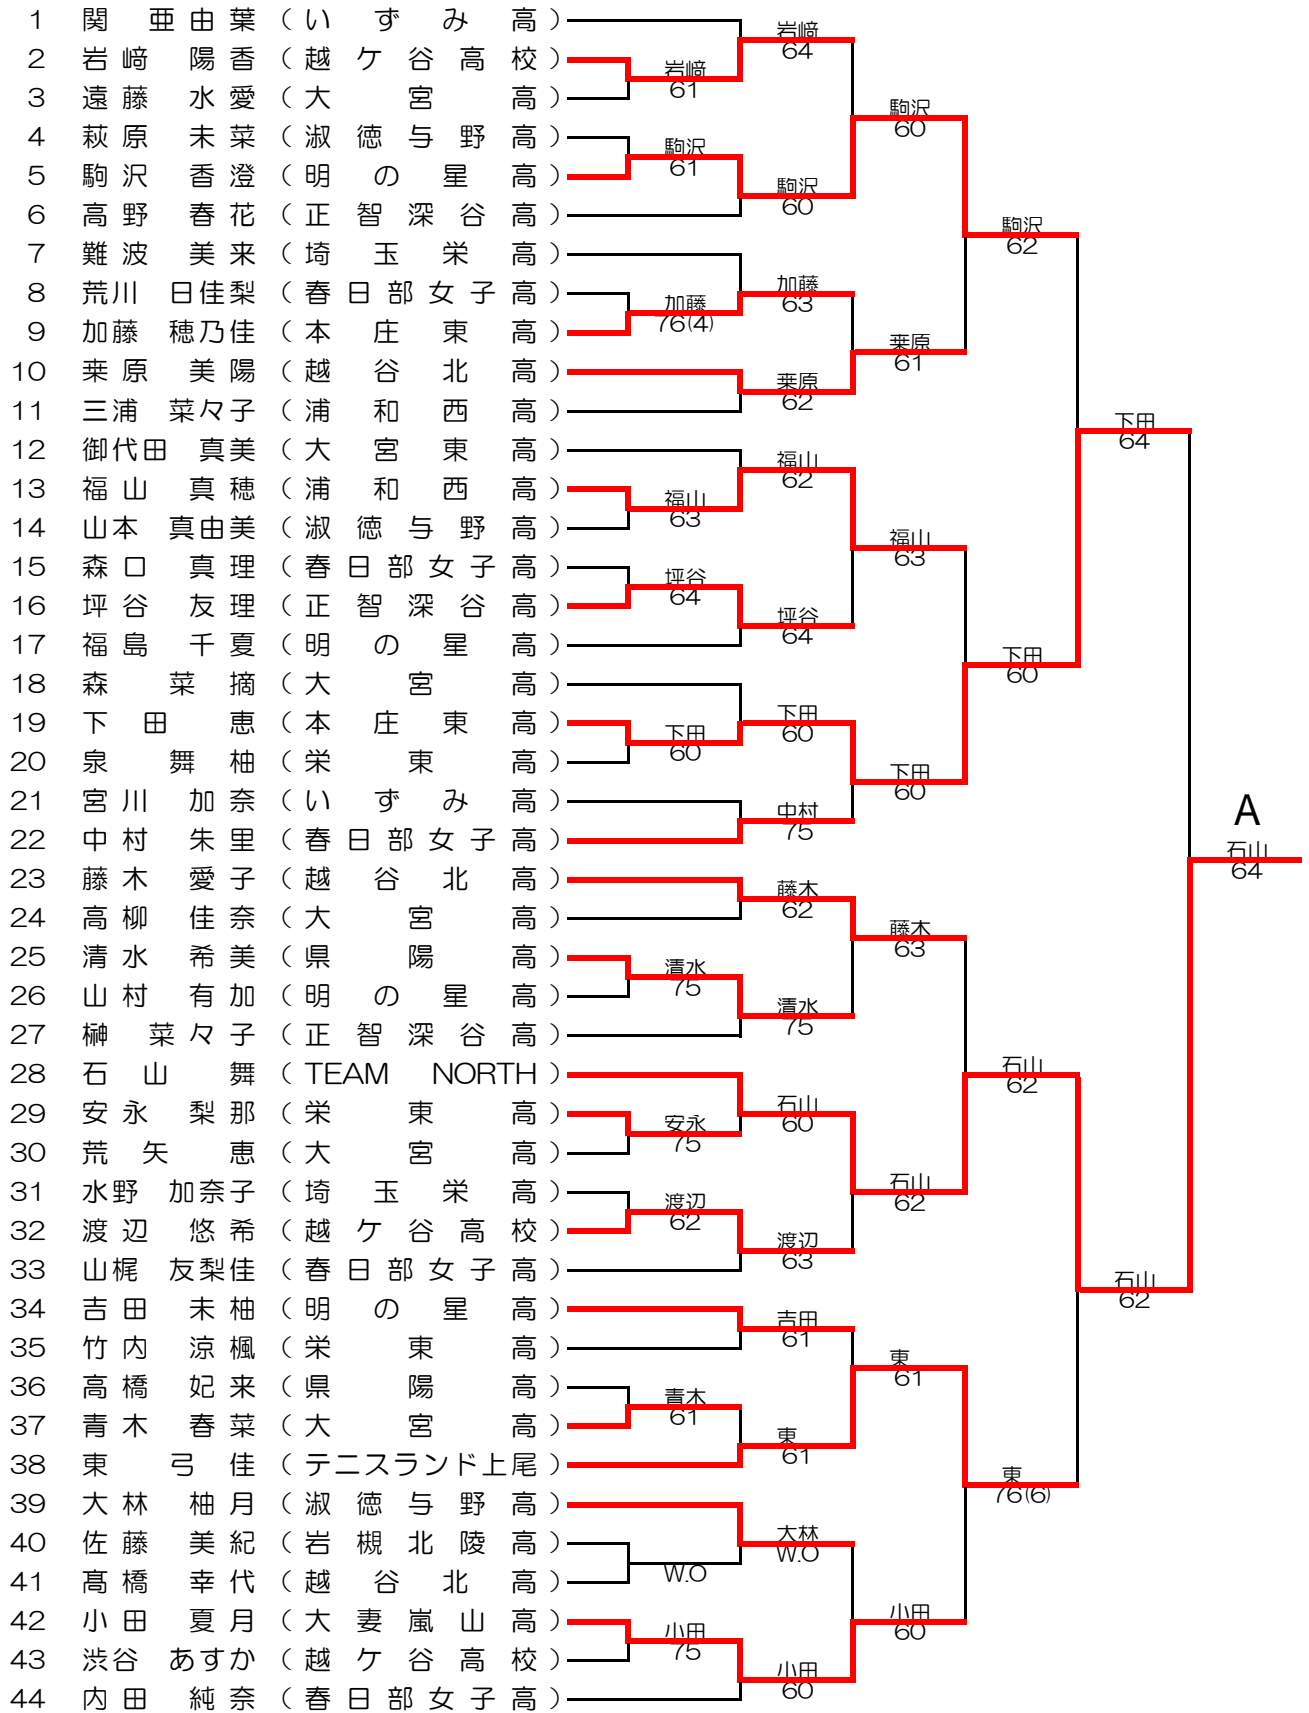 1 関 亜由葉 (いずみ高)
2 岩﨑 陽香 (越ケ谷高校)
3 遠藤 水愛 (大宮高)
4 萩原 未菜 (淑徳与野高)
5 駒沢 香澄 (明の星高)
6 高野 春花 (正智深谷高)
7 難波 美来 (埼玉栄高)
8 荒川 日佳梨 (春日部女子高)
9 加藤 穂乃佳 (本庄東高)
10 乗原 美陽 (越谷北高)
11 三浦 菜々子 (浦和西高)
12 御代田 真美 (大宮東高)
13 福山 真穂 (浦和西高)
14 山本 真由美 (淑徳与野高)
15 森口 真理 (春日部女子高)
16 坪谷 友理 (正智深谷高)
17 福島 千夏 (明の星高)
18 森 菜摘 (大宮高)
19 下田 恵 (本庄東高)
20 泉 舞柚 (栄東高)
21 宮川 加奈 (いずみ高)
22 中村 朱里 (春日部女子高)
23 藤木 愛子 (越谷北高)
24 高柳 佳奈 (大宮高)
25 清水 希美 (県陽高)
26 山村 有加 (明の星高)
27 榊 菜々子 (正智深谷高)
28 石山 舞 (TEAM NORTH)
29 安永 梨那 (栄東高)
30 荒矢 恵 (大宮高)
31 水野 加奈子 (埼玉栄高)
32 渡辺 悠希 (越ケ谷高校)
33 山梶 友梨佳 (春日部女子高)
34 吉田 未柚 (明の星高)
35 竹内 涼楓 (栄東高)
36 高橋 妃来 (県陽高)
37 青木 春菜 (大宮高)
38 東 弓佳 (テニスランド上尾)
39 大林 柚月 (淑徳与野高)
40 佐藤 美紀 (岩槻北陵高)
41 髙橋 幸代 (越谷北高)
42 小田 夏月 (大妻嵐山高)
43 渋谷 あすか (越ケ谷高校)
44 内田 純奈 (春日部女子高)
岩﨑
61
駒沢
61
加藤
76(4)
福山
63
坪谷
64
下田
60
清水
75
安永
75
渡辺
62
青木
61
W.O
小田
75
岩﨑
64
駒沢
60
加藤
63
乗原
62
福山
62
坪谷
64
下田
60
中村
75
藤木
62
清水
75
石山
60
渡辺
63
吉田
61
東
61
大林
W.O
小田
60
駒沢
60
乗原
61
福山
63
下田
60
藤木
63
石山
62
東
61
小田
60
駒沢
62
下田
60
石山
62
東
76(6)
下田
64
石山
62
A
石山
64